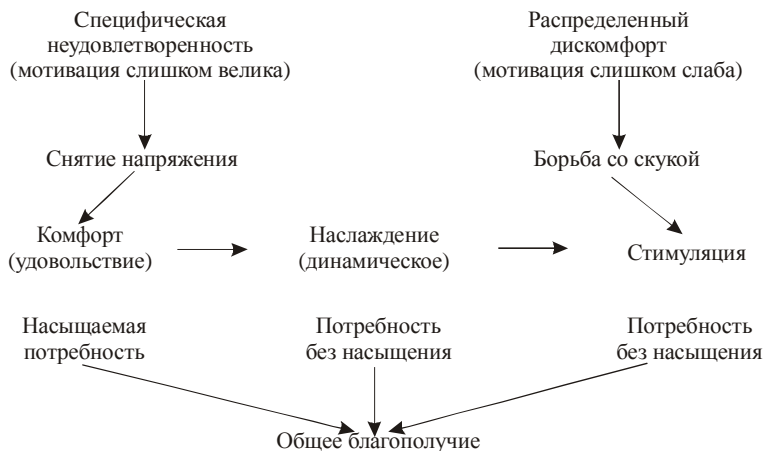 Специфическая
неудовлетворенность
(мотивация слишком велика)
Распределенный
дискомфорт
(мотивация слишком слаба)
Снятие напряжения
Борьба со скукой
Комфорт
(удовольствие)
Наслаждение
(динамическое)
Стимуляция
Насыщаемая
потребность
Потребность
без насыщения
Потребность
без насыщения
Общее благополучие